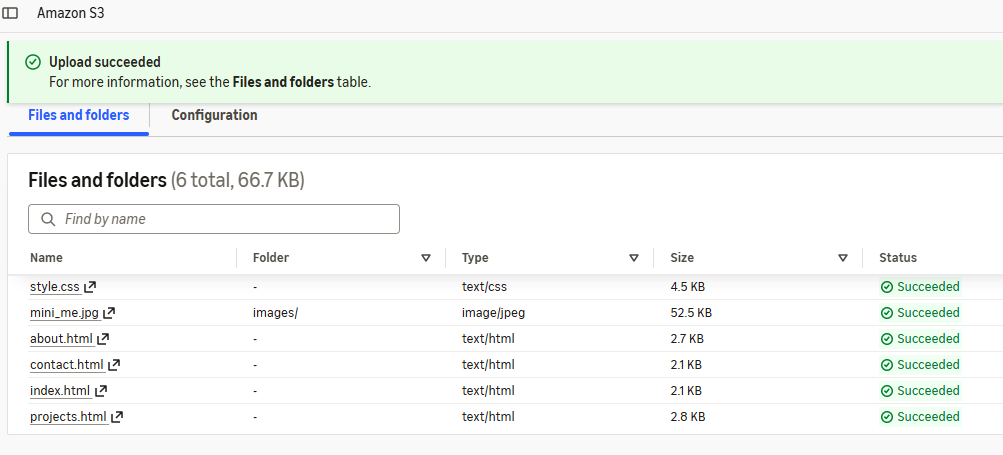 Amazon S3
Upload succeeded
For more information, see the Files and folders table.
Files and folders Configuration
Files and folders (6 total, 66.7 KB)
Find by name
Name Folder Type Size Status
style.css - text/css 4.5 KB Succeeded
mini_me.jpg images/ image/jpeg 52.5 KB Succeeded
about.html - text/html 2.7 KB Succeeded
contact.html - text/html 2.1 KB Succeeded
index.html - text/html 2.1 KB Succeeded
projects.html - text/html 2.8 KB Succeeded